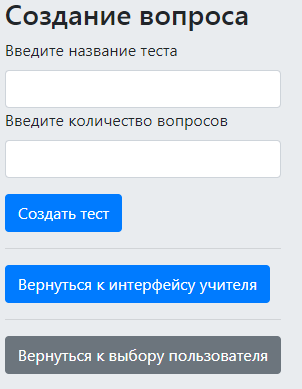 Создание вопроса
Введите название теста
Введите количество вопросов
Создать тест
Вернуться к интерфейсу учителя
Вернуться к выбору пользователя